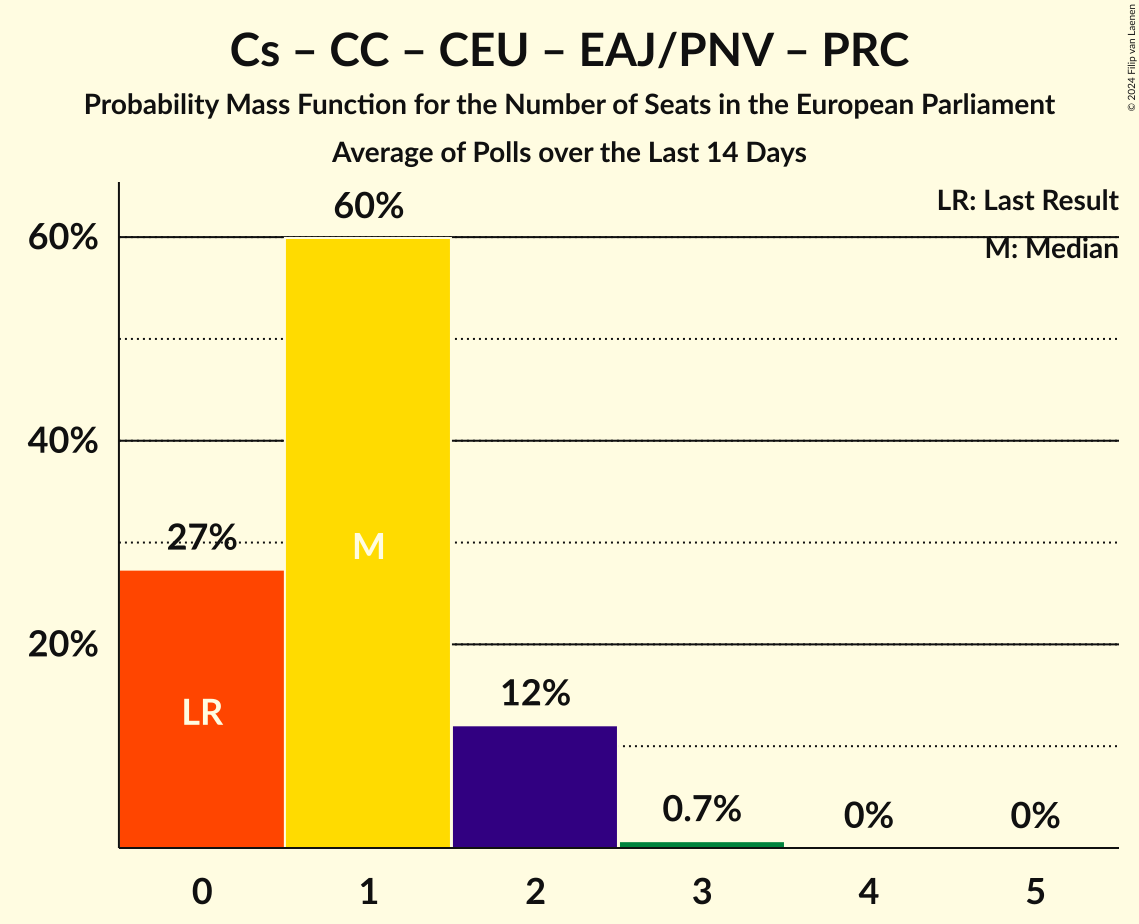 Cs – CC – CEU – EAJ/PNV – PRC
Probability Mass Function for the Number of Seats in the European Parliament
Average of Polls over the Last 14 Days
© 2024 Filip van Laenen
LR: Last Result
M: Median
60%
40%
20%
27%
60%
12%
0.7%
0%
0%
LR
M
0
1
2
3
4
5